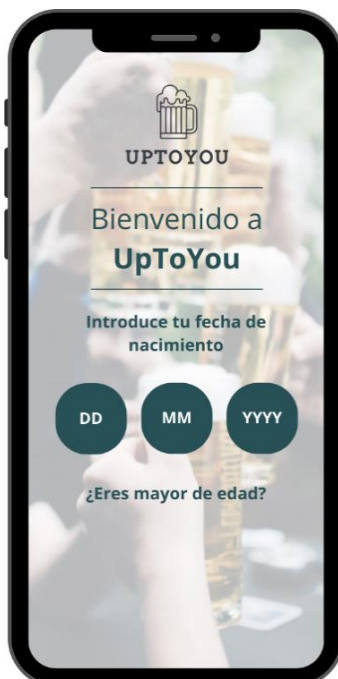 UPTOYOU
Bienvenido a
UpToYou
Introduce tu fecha de
nacimiento
DD MM YYYY
¿Eres mayor de edad?